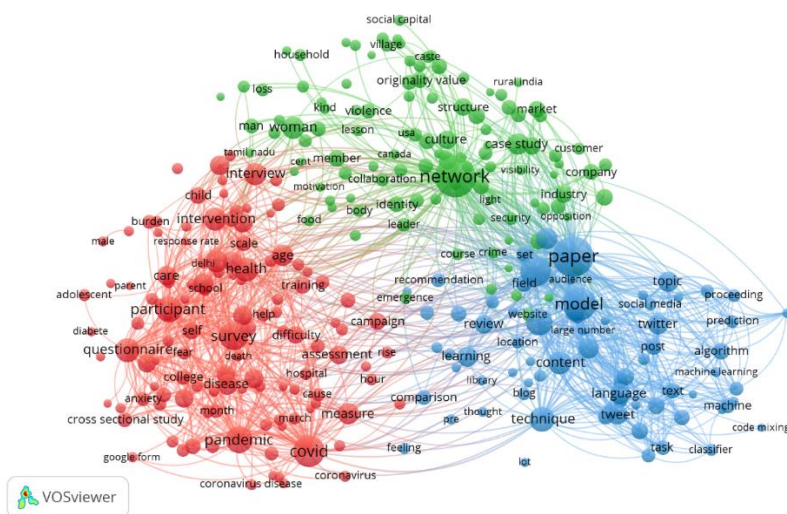 social capital
village
caste
household
originality value
rural india
loss
kind
violence
structure
market
man
woman
lesson
usa
culture
case study
customer
tamil nadu
cent
member
canada
visibility
company
interview
collaboration
network
motivation
light
industry
child
food
body
identity
security
opposition
burden
intervention
leader
male
response rate
scale
course
crime
set
paper
delhi
age
care
health
recommendation
field
audience
topic
parent
school
training
adolescent
emergence
model
social media
proceeding
participant
help
campaign
website
twitter
prediction
diabete
self
survey
difficulty
review
large number
questionnaire
fear
death
assessment
rise
location
post
algorithm
learning
content
college
disease
hospital
hour
library
machine learning
anxiety
cause
comparison
blog
language
text
month
march
measure
pre
thought
tweet
machine
cross sectional study
technique
code mixing
pandemic
covid
feeling
task
classifier
google form
lot
coronavirus disease
coronavirus
VOSviewer